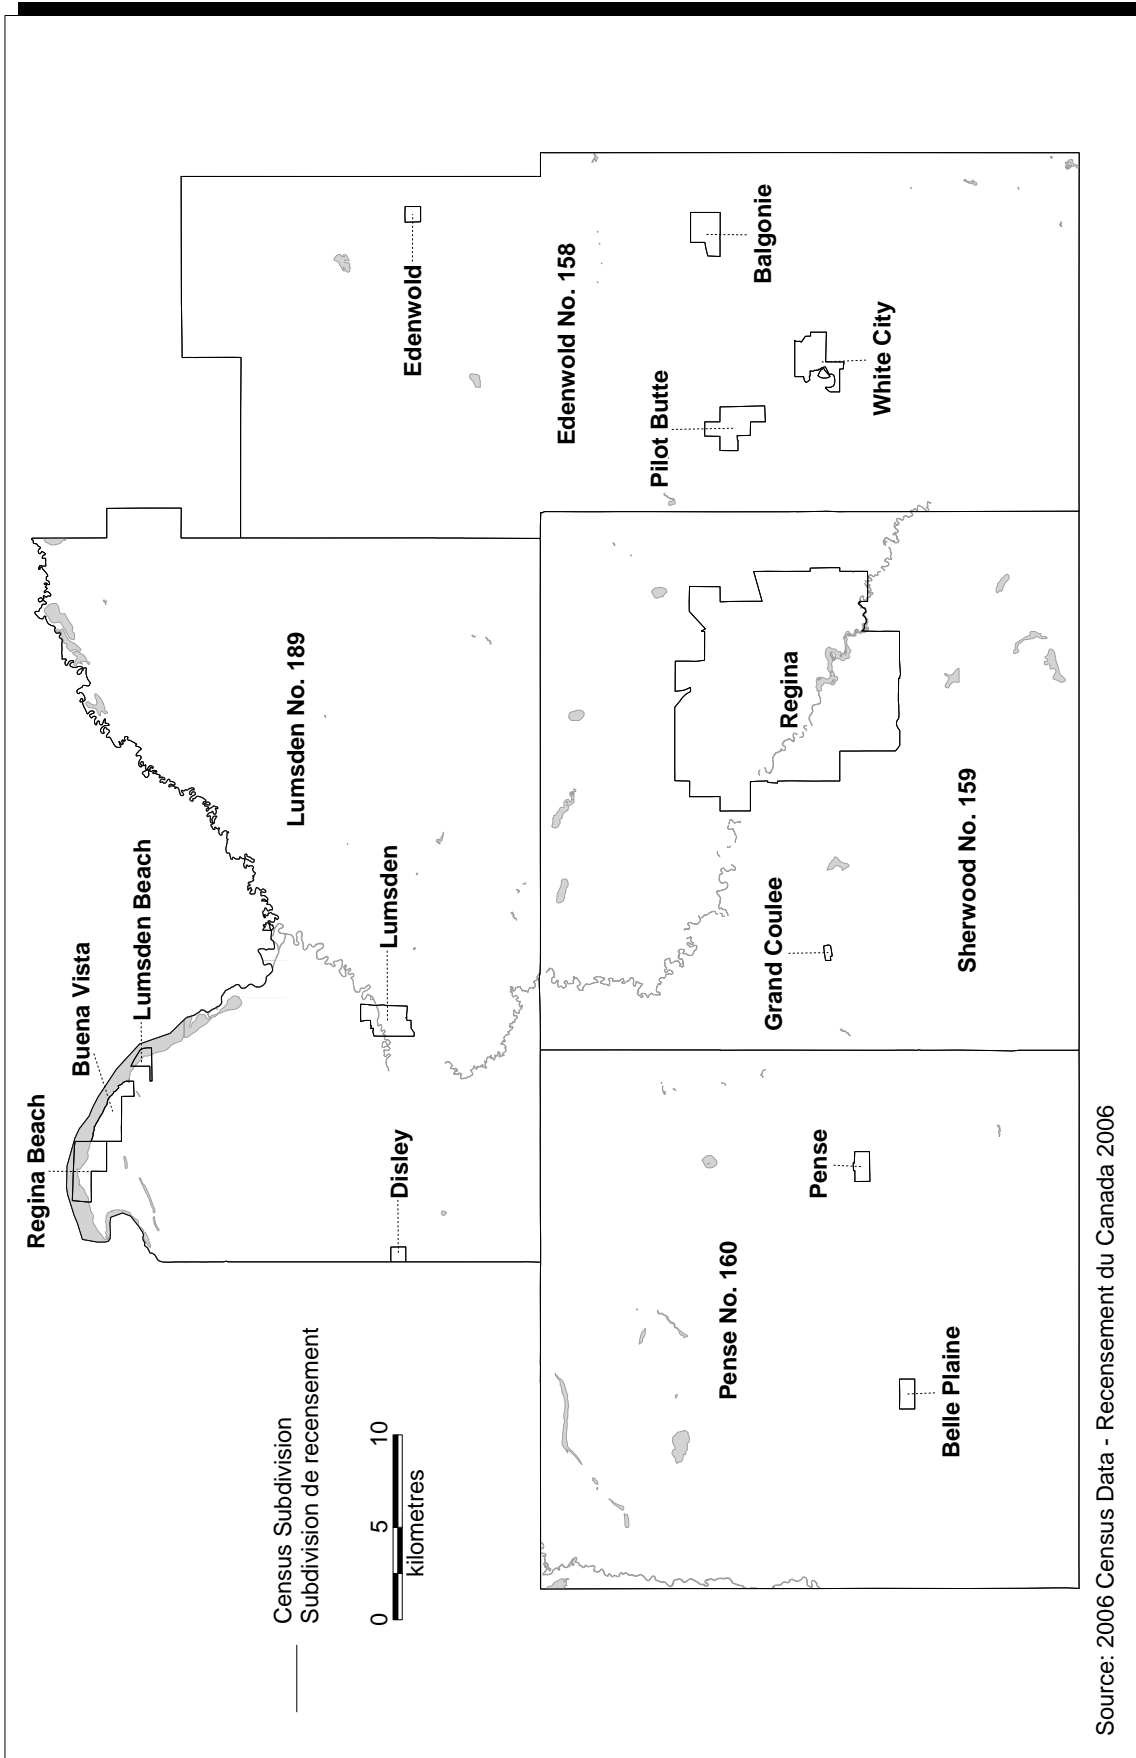 Regina Beach
Buena Vista
Lumsden Beach
Lumsden No. 189
Lumsden
Disley
Edenwold
Edenwold No. 158
Pilot Butte
Balgonie
White City
Regina
Grand Coulee
Sherwood No. 159
Pense
Pense No. 160
Belle Plaine
Census Subdivision
Subdivision de recensement
0 5 10
kilometres
Source: 2006 Census Data - Recensement du Canada 2006